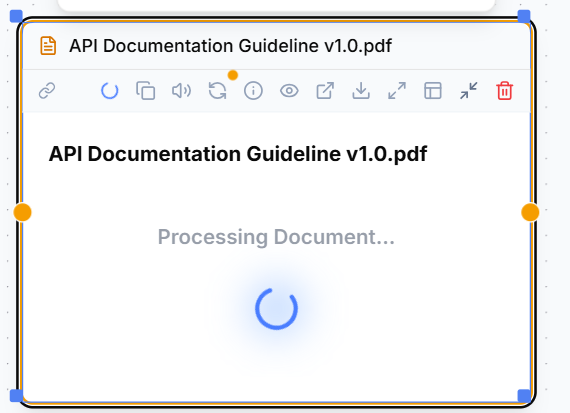 API Documentation Guideline v1.0.pdf
API Documentation Guideline v1.0.pdf
Processing Document...